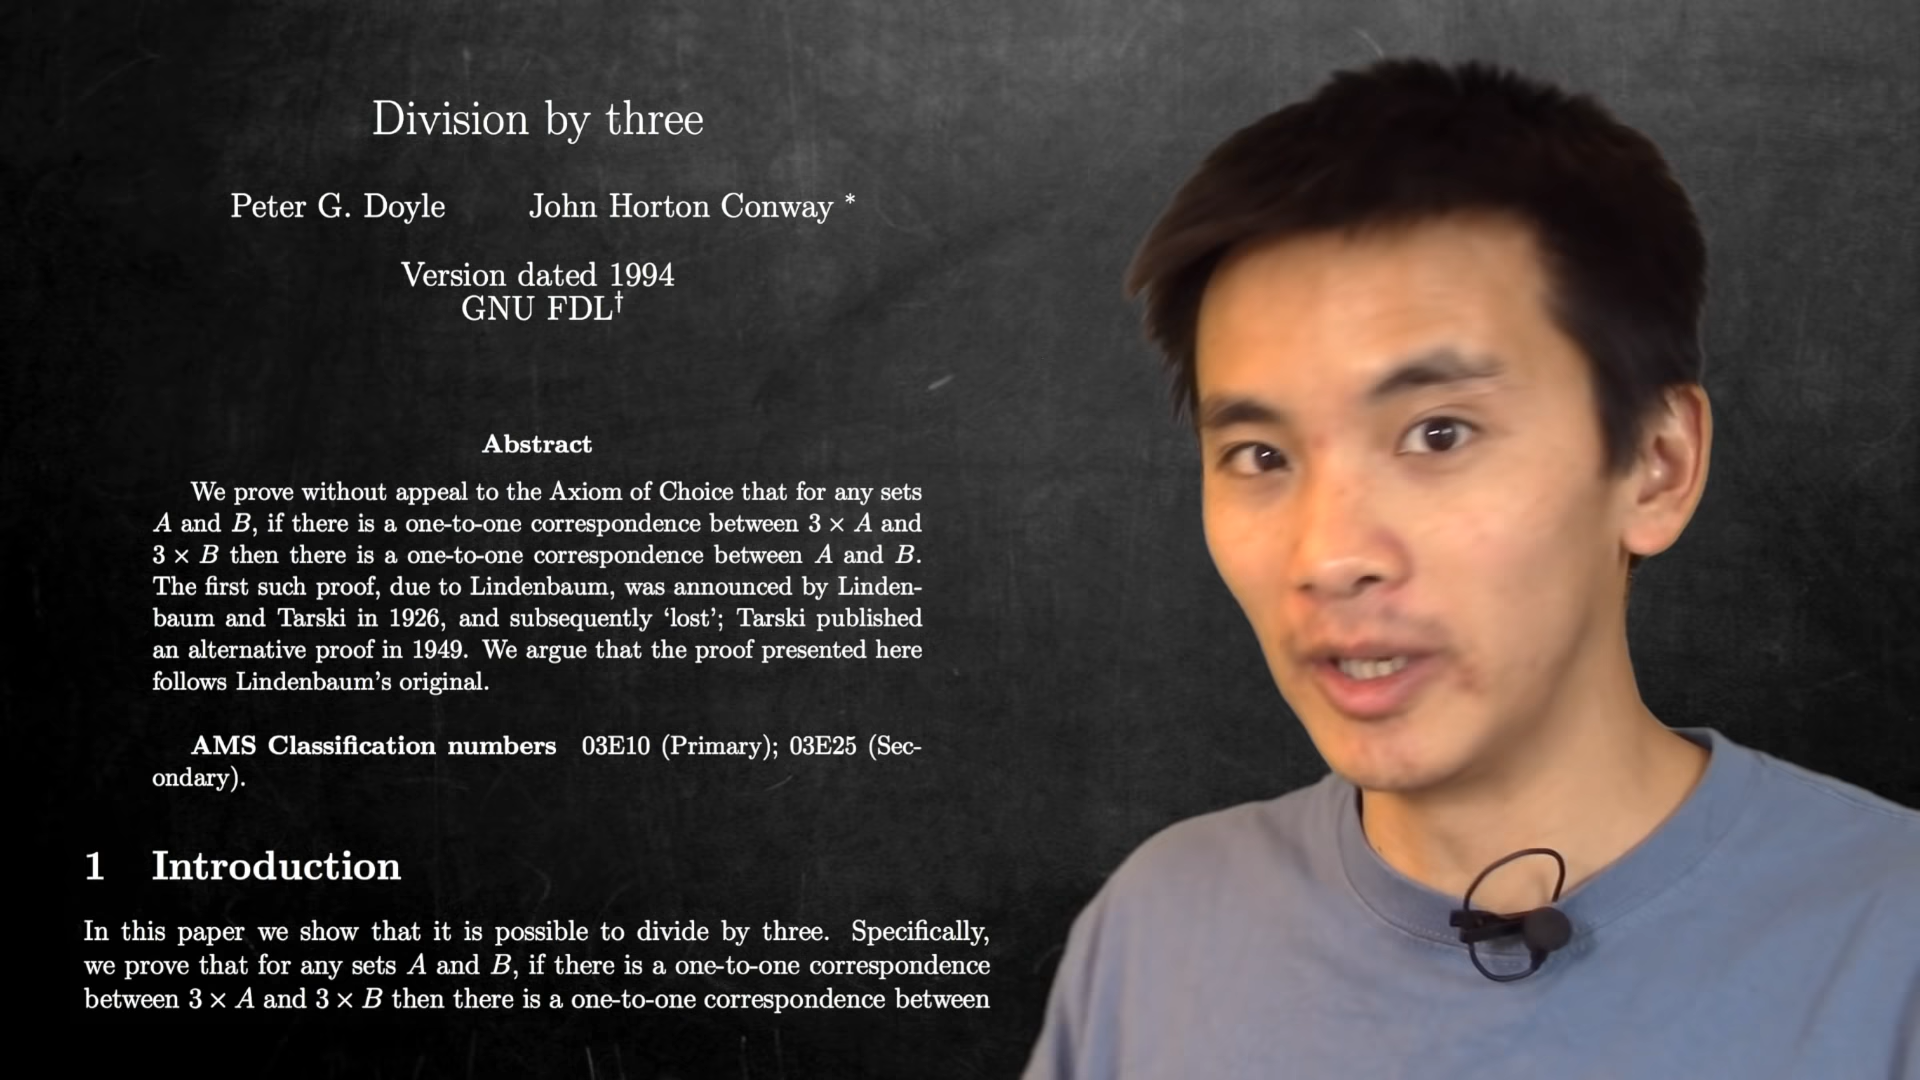 Division by three
Peter G. Doyle John Horton Conway *
Version dated 1994
GNU FDL†
Abstract
We prove without appeal to the Axiom of Choice that for any sets
A and B, if there is a one-to-one correspondence between 3 × A and
3 × B then there is a one-to-one correspondence between A and B.
The first such proof, due to Lindenbaum, was announced by Linden-
baum and Tarski in 1926, and subsequently ‘lost’; Tarski published
an alternative proof in 1949. We argue that the proof presented here
follows Lindenbaum’s original.
AMS Classification numbers 03E10 (Primary); 03E25 (Sec-
ondary).
1 Introduction
In this paper we show that it is possible to divide by three. Specifically,
we prove that for any sets A and B, if there is a one-to-one correspondence
between 3 × A and 3 × B then there is a one-to-one correspondence between